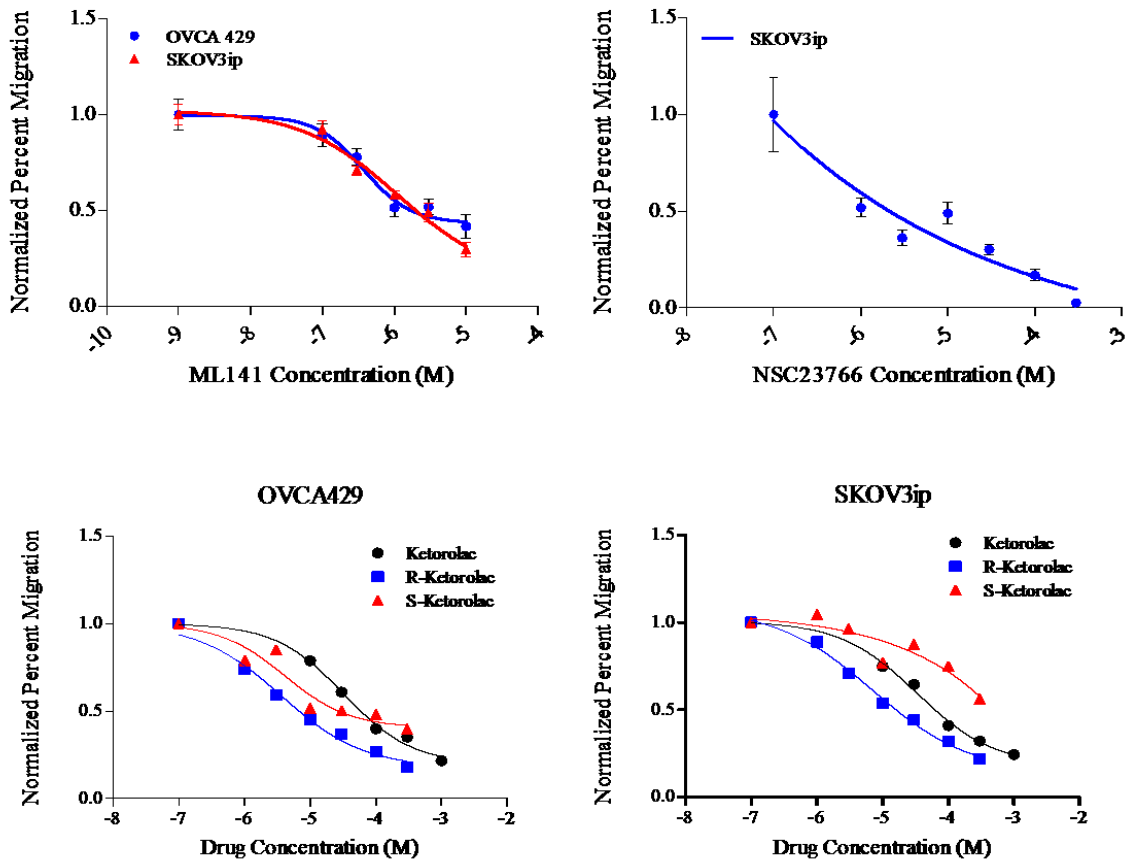 1.5
1.0
0.5
0.0
Normalized Percent Migration
OVCA 429
SKOV3ip
-10
-9
-8
-7
-6
-5
-4
ML141 Concentration (M)
1.5
1.0
0.5
0.0
Normalized Percent Migration
SKOV3ip
-8
-7
-6
-5
-4
-3
NSC23766 Concentration (M)
OVCA429
1.5
1.0
0.5
0.0
Normalized Percent Migration
Ketorolac
R-Ketorolac
S-Ketorolac
-8
-7
-6
-5
-4
-3
-2
Drug Concentration (M)
SKOV3ip
1.5
1.0
0.5
0.0
Normalized Percent Migration
Ketorolac
R-Ketorolac
S-Ketorolac
-8
-7
-6
-5
-4
-3
-2
Drug Concentration (M)